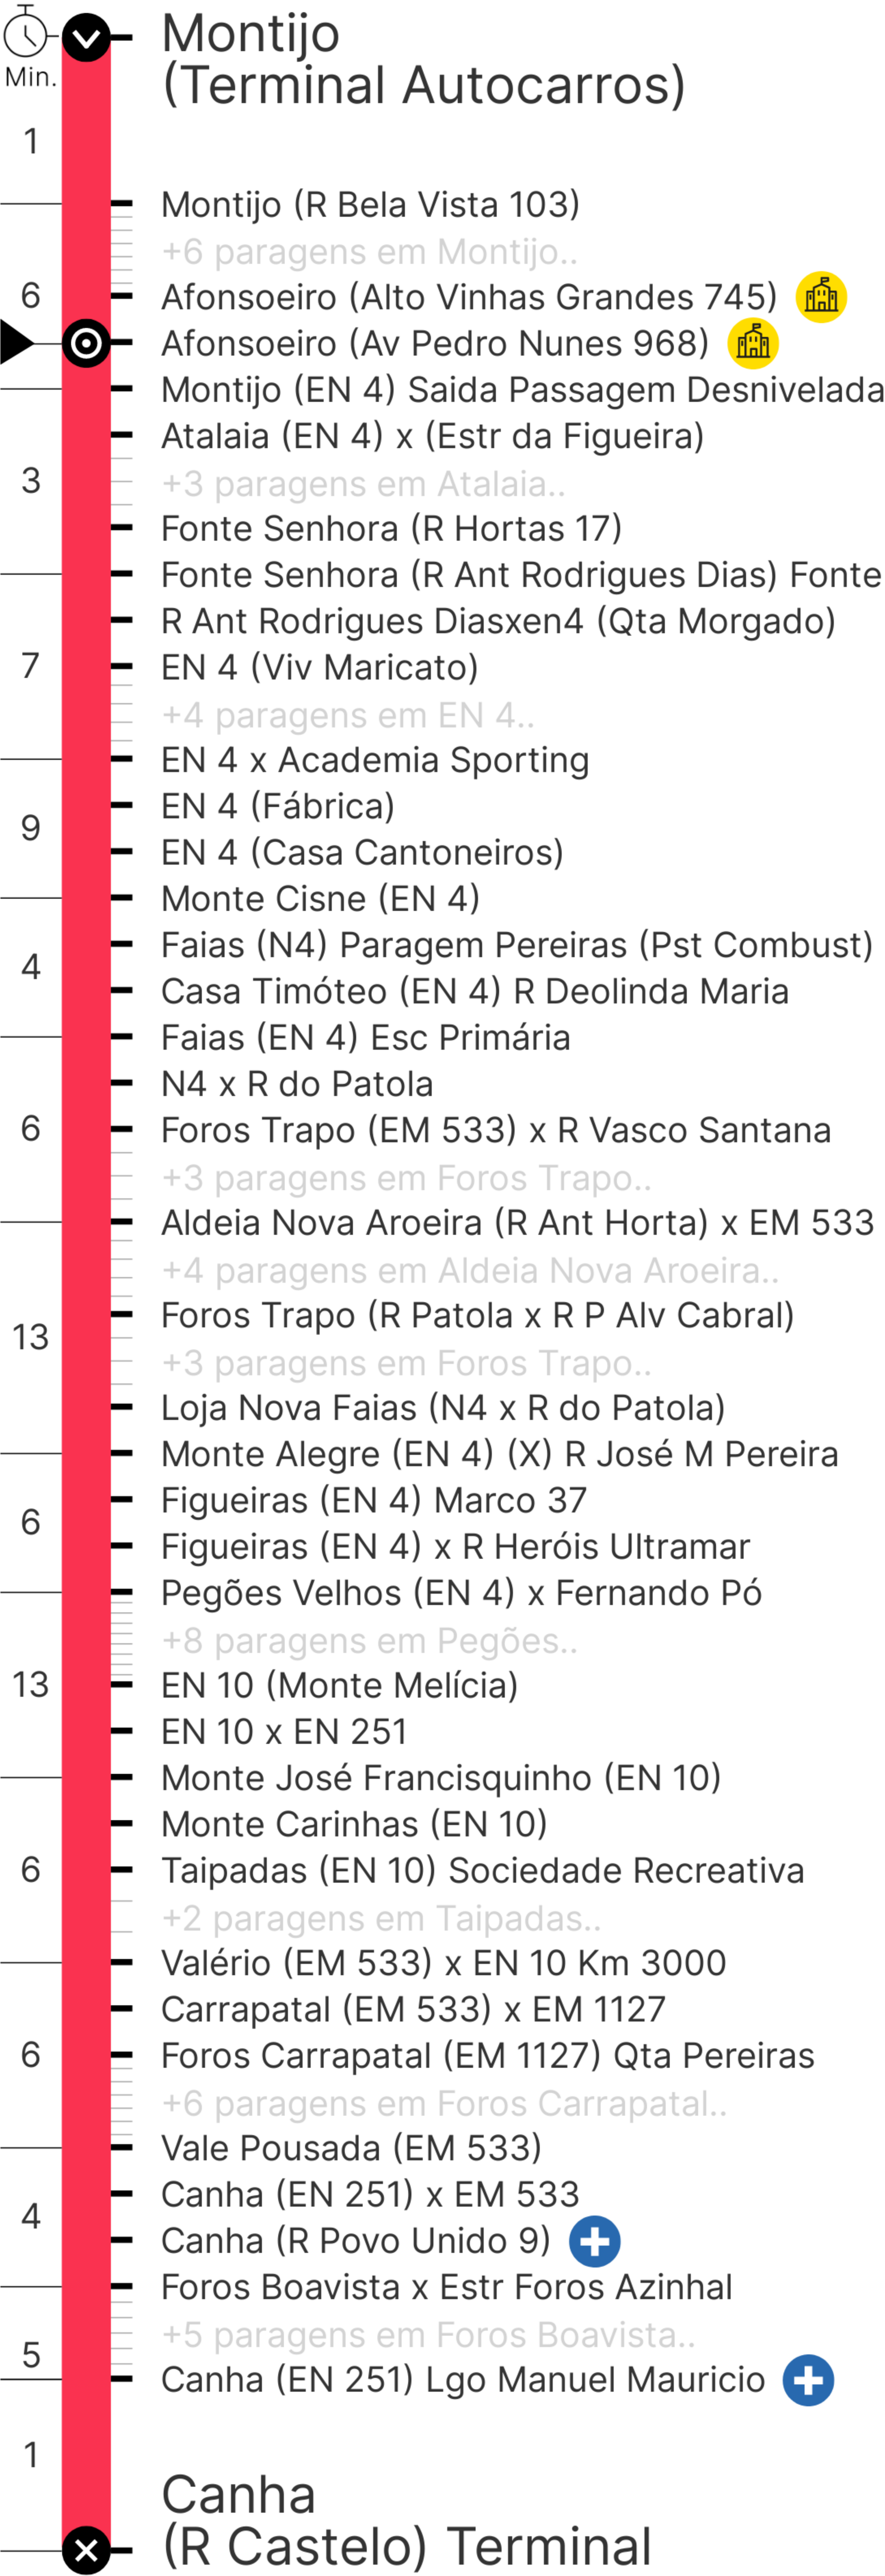 Montijo
(Terminal Autocarros)
Min.
1
Montijo (R Bela Vista 103)
+6 paragens em Montijo..
6
Afonsoeiro (Alto Vinhas Grandes 745)
Afonsoeiro (Av Pedro Nunes 968)
Montijo (EN 4) Saida Passagem Desnivelada
Atalaia (EN 4) x (Estr da Figueira)
3
+3 paragens em Atalaia..
Fonte Senhora (R Hortas 17)
Fonte Senhora (R Ant Rodrigues Dias) Fonte
R Ant Rodrigues Diasxen4 (Qta Morgado)
7
EN 4 (Viv Maricato)
+4 paragens em EN 4..
EN 4 x Academia Sporting
EN 4 (Fábrica)
9
EN 4 (Casa Cantoneiros)
Monte Cisne (EN 4)
Faias (N4) Paragem Pereiras (Pst Combust)
4
Casa Timóteo (EN 4) R Deolinda Maria
Faias (EN 4) Esc Primária
N4 x R do Patola
6
Foros Trapo (EM 533) x R Vasco Santana
+3 paragens em Foros Trapo..
Aldeia Nova Aroeira (R Ant Horta) x EM 533
+4 paragens em Aldeia Nova Aroeira..
Foros Trapo (R Patola x R P Alv Cabral)
13
+3 paragens em Foros Trapo..
Loja Nova Faias (N4 x R do Patola)
Monte Alegre (EN 4) (X) R José M Pereira
Figueiras (EN 4) Marco 37
6
Figueiras (EN 4) x R Heróis Ultramar
Pegões Velhos (EN 4) x Fernando Pó
+8 paragens em Pegões..
13
EN 10 (Monte Melícia)
EN 10 x EN 251
Monte José Francisquinho (EN 10)
Monte Carinhas (EN 10)
6
Taipadas (EN 10) Sociedade Recreativa
+2 paragens em Taipadas..
Valério (EM 533) x EN 10 Km 3000
Carrapatal (EM 533) x EM 1127
6
Foros Carrapatal (EM 1127) Qta Pereiras
+6 paragens em Foros Carrapatal..
Vale Pousada (EM 533)
Canha (EN 251) x EM 533
4
Canha (R Povo Unido 9)
Foros Boavista x Estr Foros Azinhal
+5 paragens em Foros Boavista..
5
Canha (EN 251) Lgo Manuel Mauricio
1
Canha
(R Castelo) Terminal